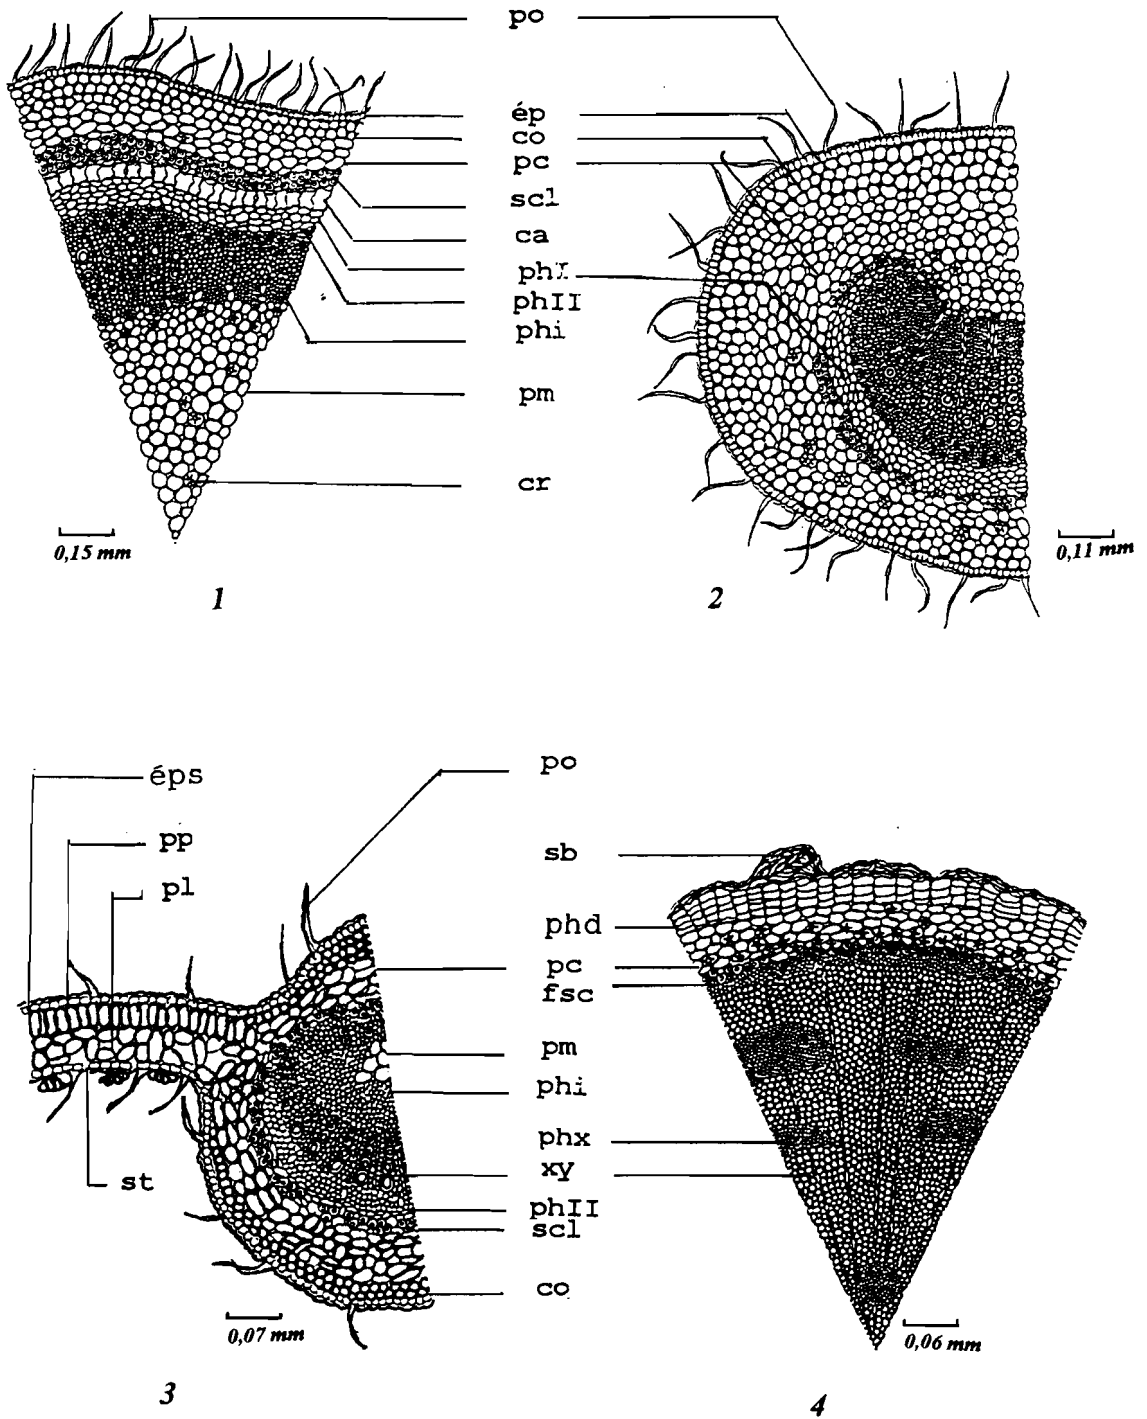 po
ép
co
pc
scl
ca
phI
phII
phi
pm
cr
0,15 mm
0,11 mm
1
2
éps
pp
pl
st
po
sb
phd
pc
fsc
pm
phi
phx
xy
phII
scl
co
0,07 mm
0,06 mm
3
4